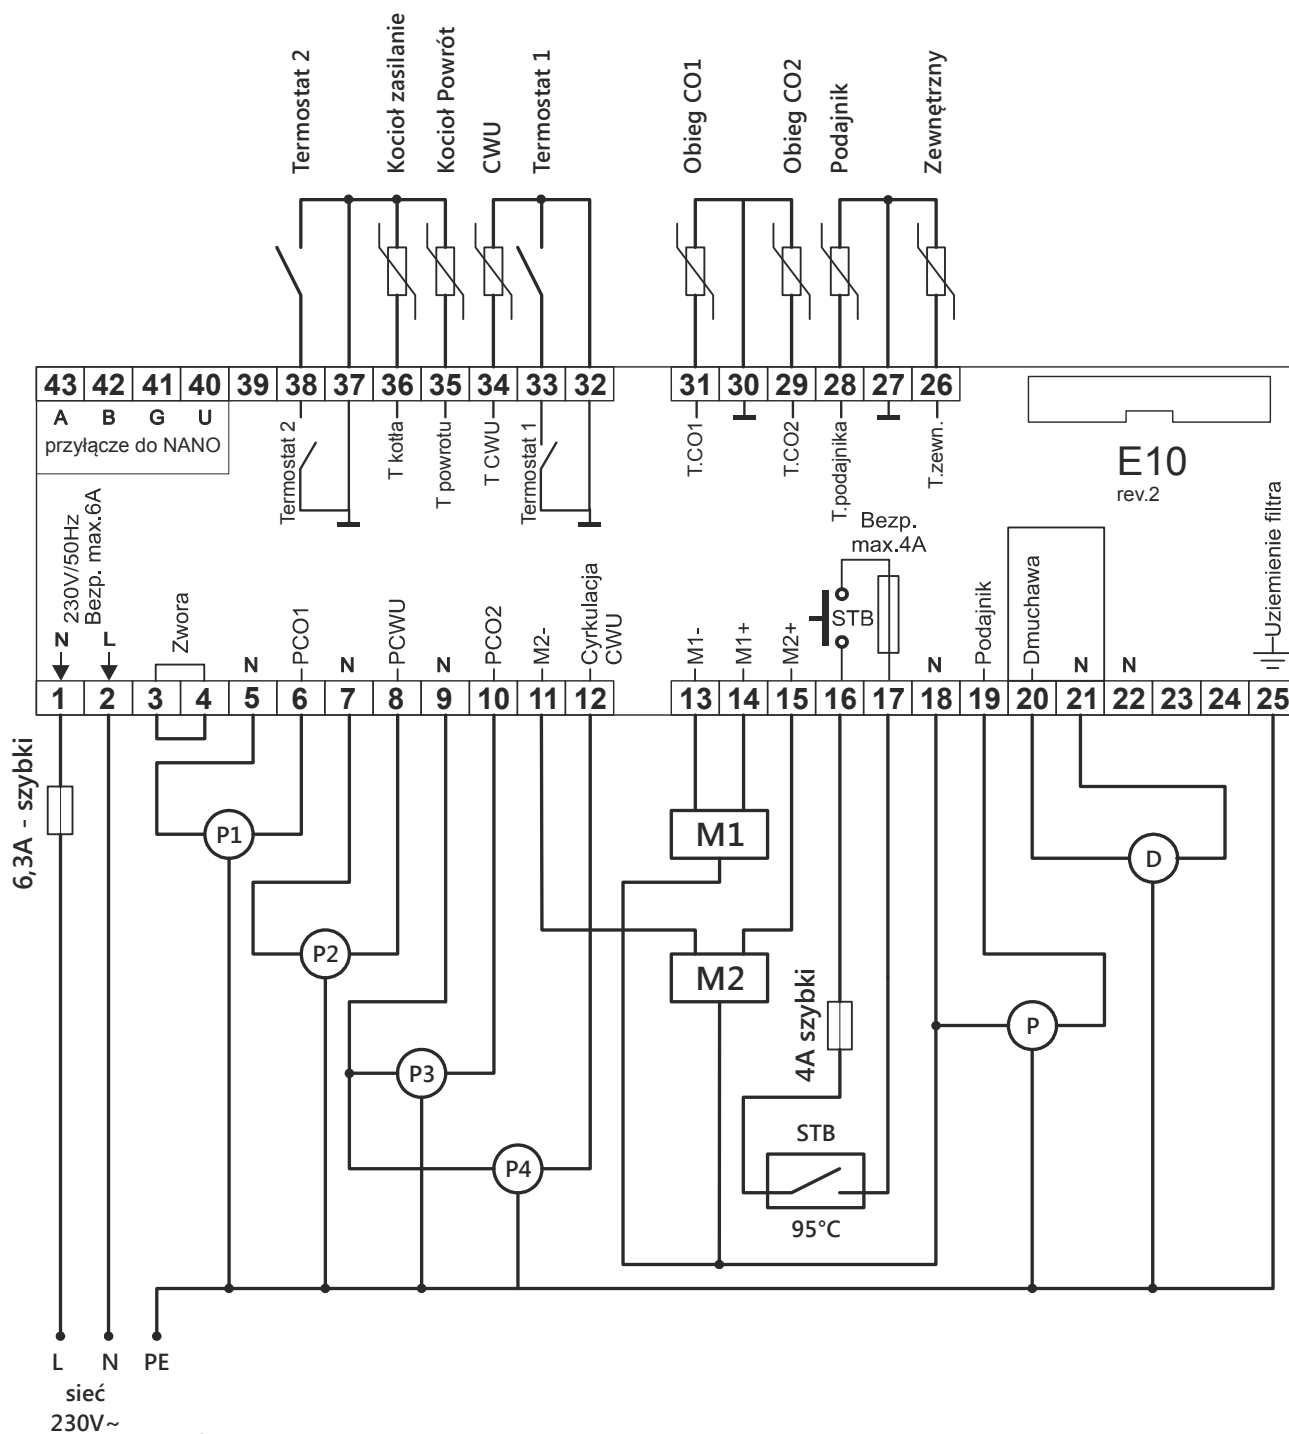 Termostat 2
Kocioł zasilanie
Kocioł Powrót
CWU
Termostat 1
Obieg CO1
Obieg CO2
Podajnik
Zewnętrzny
43 42 41 40 39 38 37 36 35 34 33 32
31 30 29 28 27 26
A B G U
przyłącze do NANO
Termostat 2
T kotła
T powrotu
T CWU
Termostat 1
T.CO1
T.CO2
T.podajnika
T.zewn.
E10
rev.2
N
230V/50Hz
Bezp. max.6A
L
Zwora
N
PCO1
N
PCWU
N
PCO2
M2-
Cyrkulacja
CWU
M1-
M1+
M2+
STB
Bezp.
max.4A
N
Podajnik
Dmuchawa
N
N
Uziemienie filtra
1 2 3 4 5 6 7 8 9 10 11 12
13 14 15 16 17 18 19 20 21 22 23 24 25
6,3A - szybki
P1
M1
D
P2
M2
4A szybki
P
P3
STB
P4
95°C
L N PE
sieć
230V~